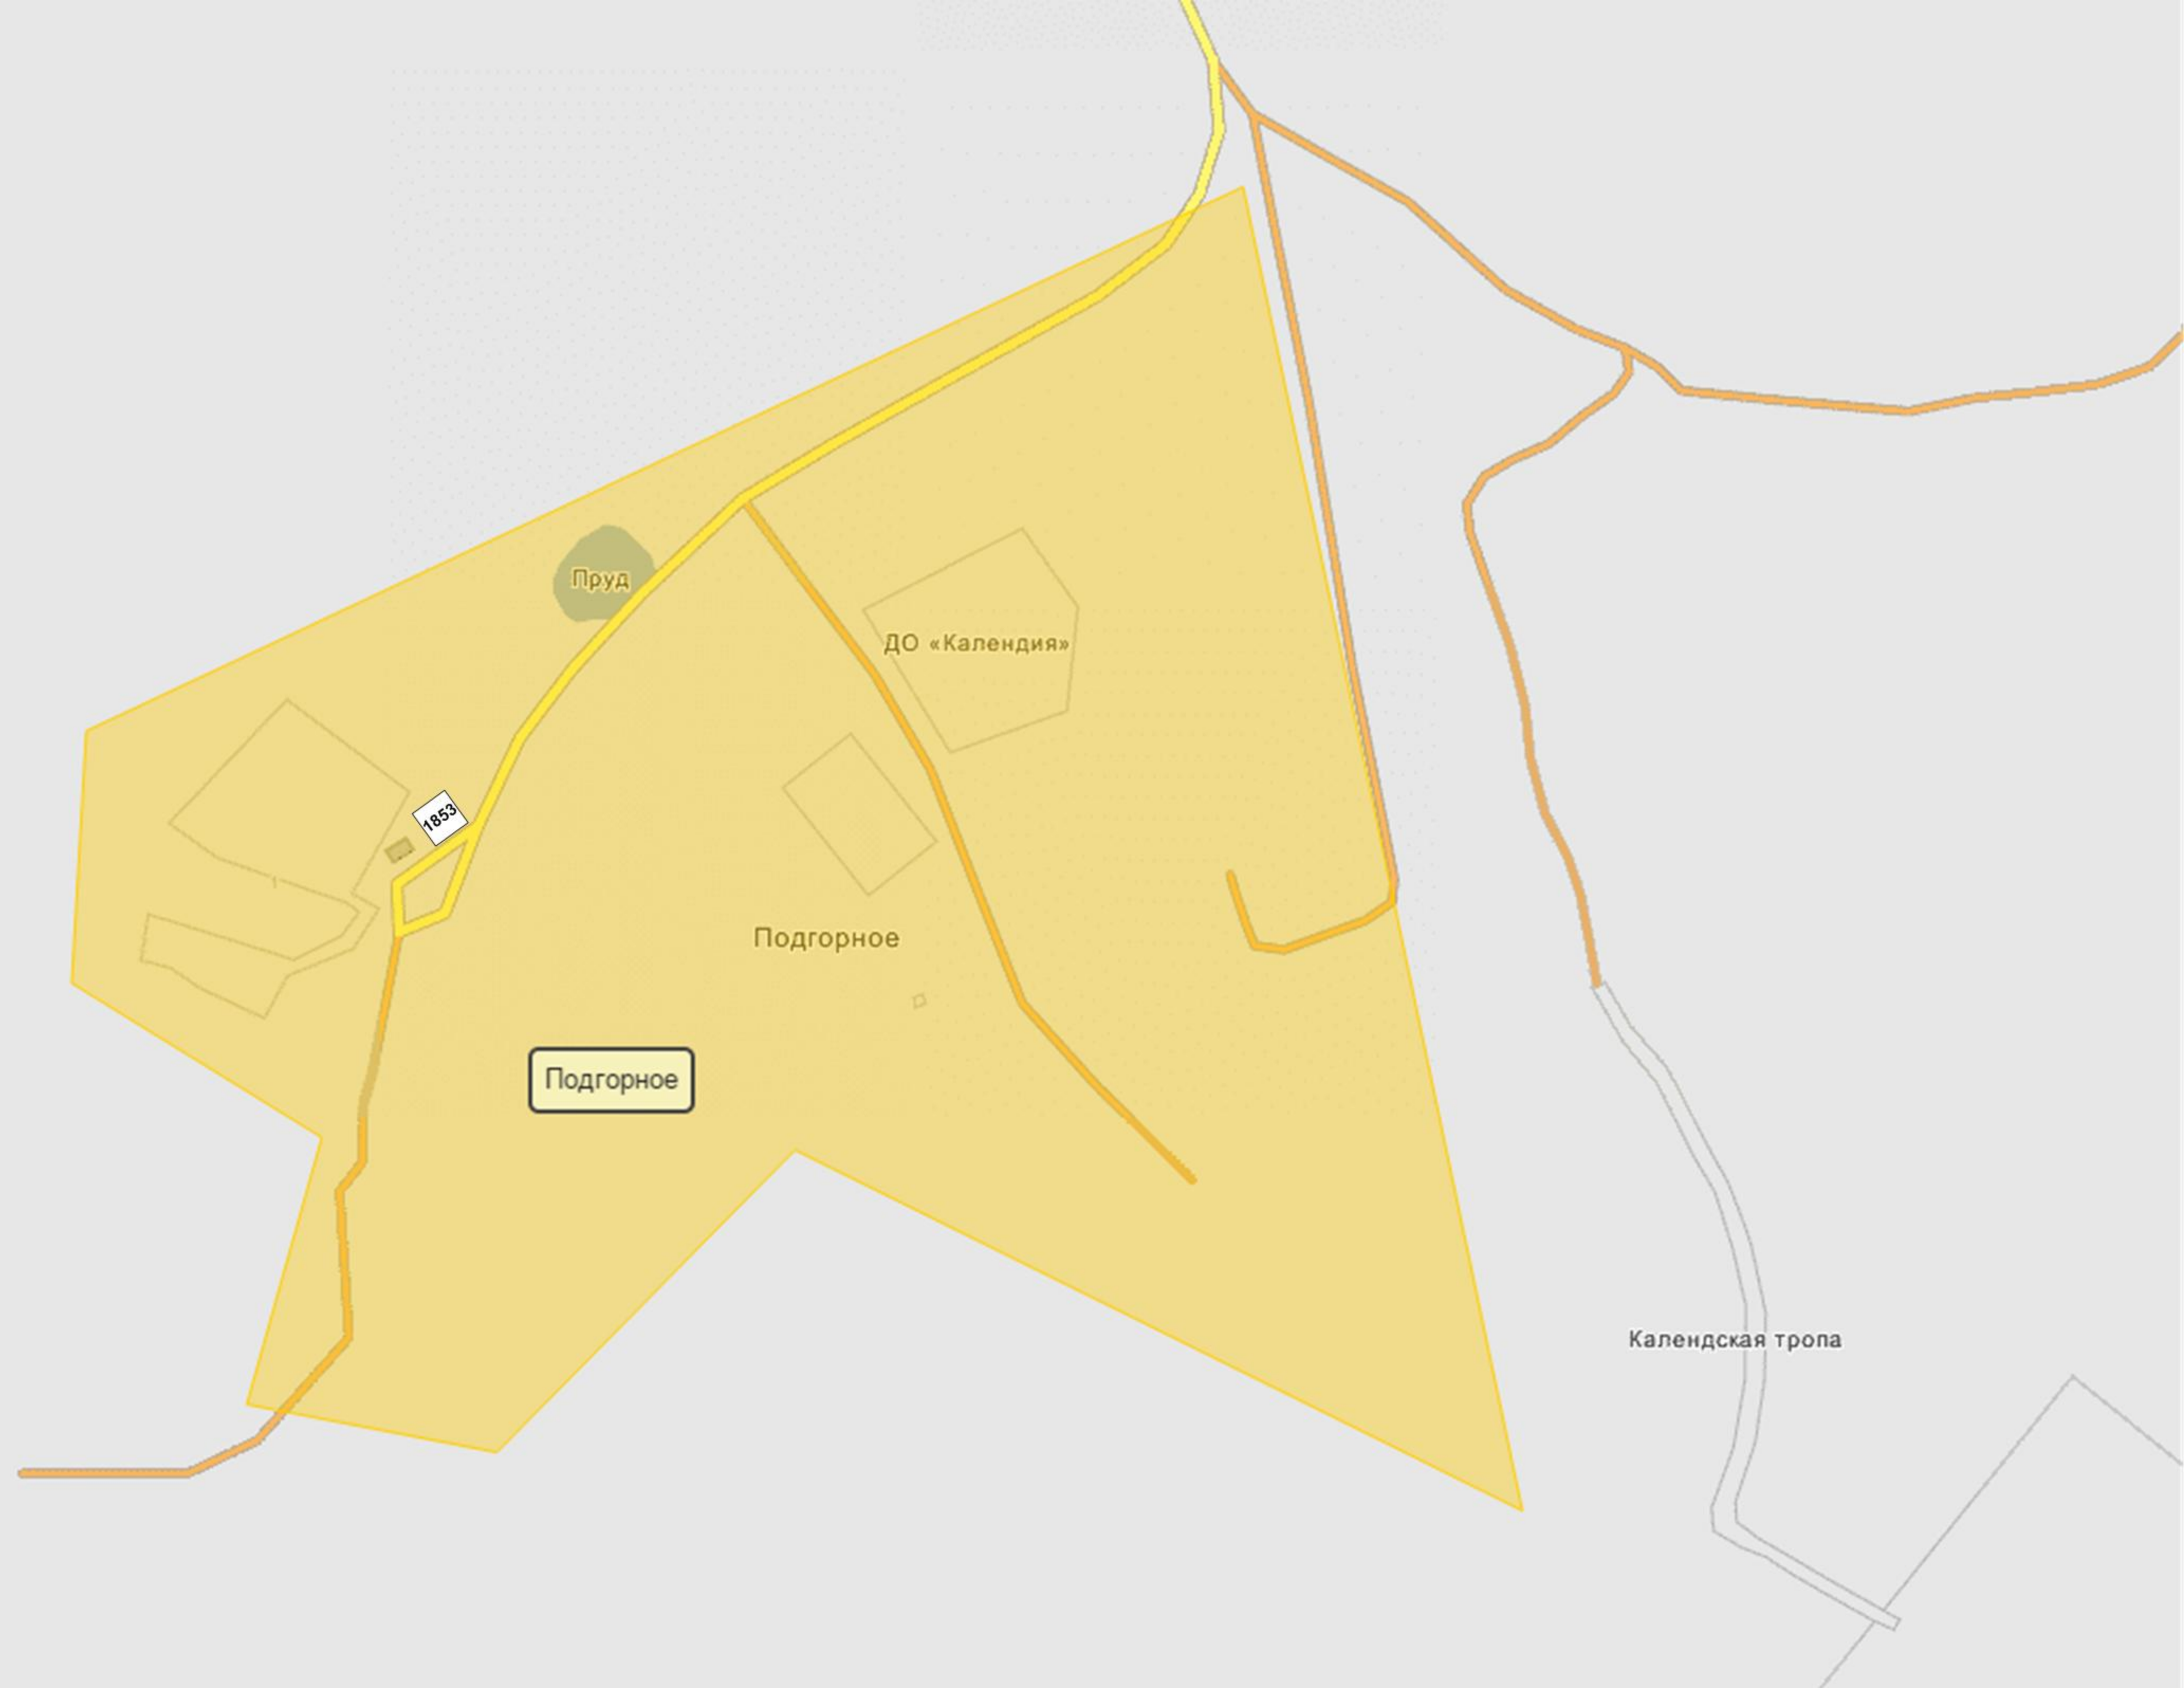 Пруд
ДО «Календия»
1853
Подгорное
Подгорное
Календская тропа